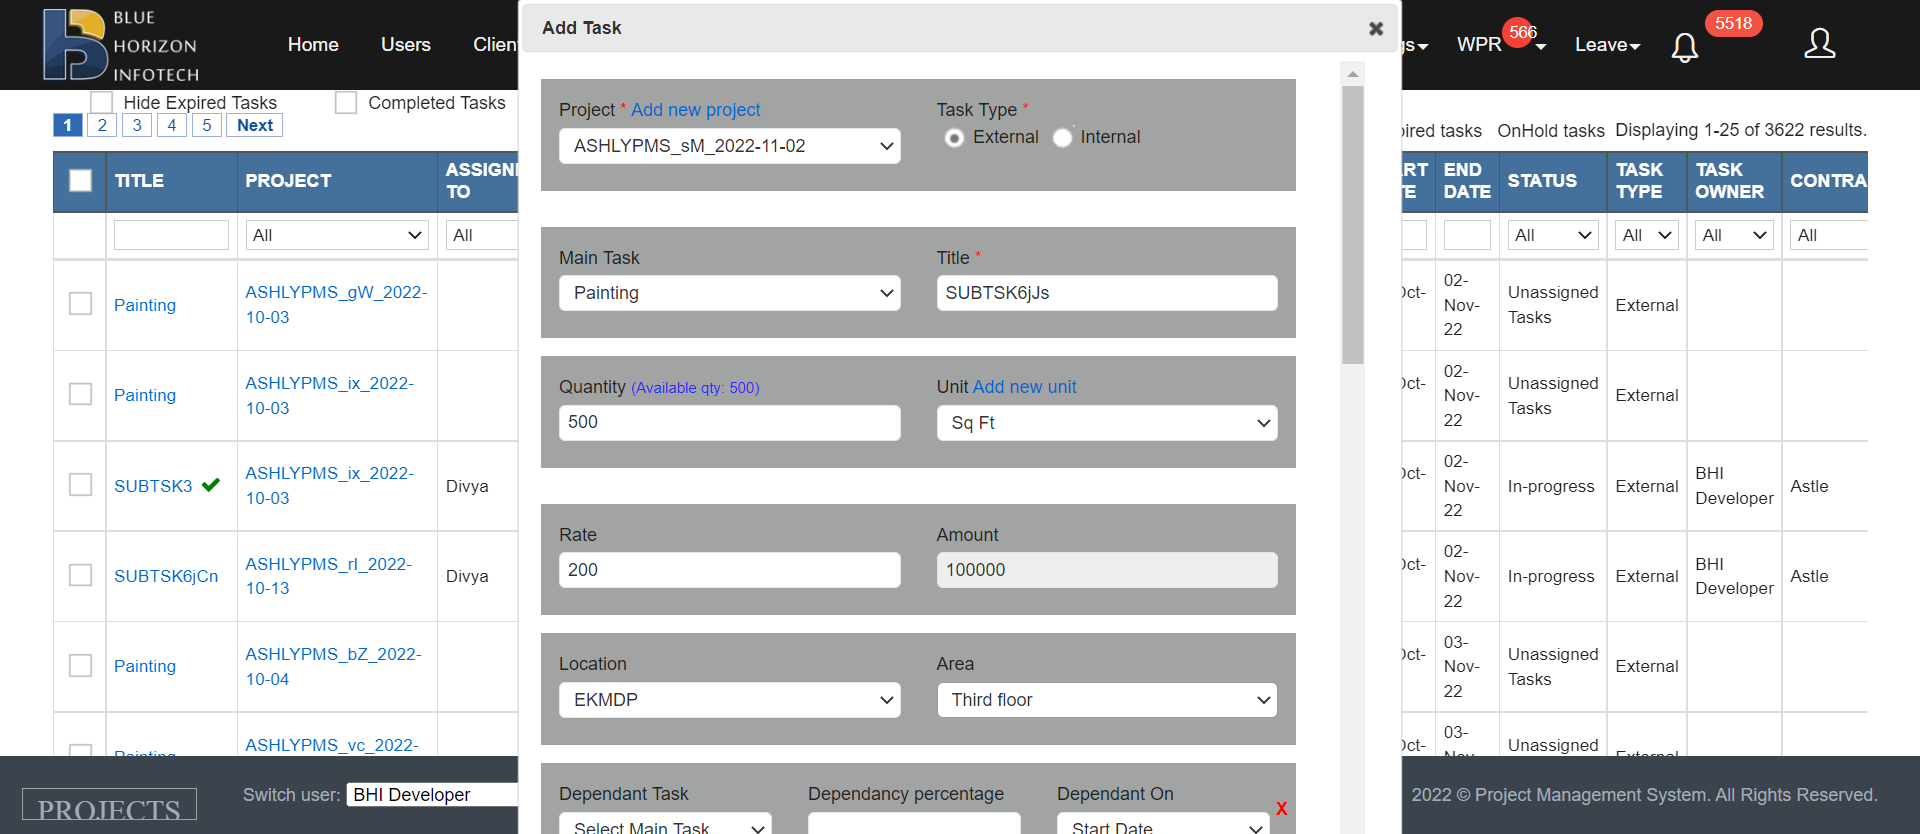 BLUE
HORIZON
INFOTECH
Home
Users
Clien
Add Task
gs
WPR
566
Leave
5518
Hide Expired Tasks
Completed Tasks
1 2 3 4 5 Next
pired tasks
OnHold tasks
Displaying 1-25 of 3622 results.
TITLE
PROJECT
ASSIGNE
TO
ART
TE
END
DATE
STATUS
TASK
TYPE
TASK
OWNER
CONTRA
All
All
All
All
All
All
Project * Add new project
ASHLYPMS_sM_2022-11-02
Task Type *
External
Internal
Main Task
Painting
Title *
SUBTSK6jJs
Quantity (Available qty: 500)
500
Unit Add new unit
Sq Ft
Rate
200
Amount
100000
Location
EKMDP
Area
Third floor
Dependant Task
Select Main Task
Dependancy percentage
Dependant On
Start Date
X
Painting
ASHLYPMS_gW_2022-
10-03
Oct-
02-
Nov-
22
Unassigned
Tasks
External
Painting
ASHLYPMS_ix_2022-
10-03
Oct-
02-
Nov-
22
Unassigned
Tasks
External
SUBTSK3
ASHLYPMS_ix_2022-
10-03
Divya
Oct-
02-
Nov-
22
In-progress
External
BHI
Developer
Astle
SUBTSK6jCn
ASHLYPMS_rI_2022-
10-13
Divya
Oct-
02-
Nov-
22
In-progress
External
BHI
Developer
Astle
Painting
ASHLYPMS_bZ_2022-
10-04
Oct-
03-
Nov-
22
Unassigned
Tasks
External
Painting
ASHLYPMS_vc_2022-
Oct-
03-
Nov-
Unassigned
External
PROJECTS
Switch user: BHI Developer
2022 © Project Management System. All Rights Reserved.